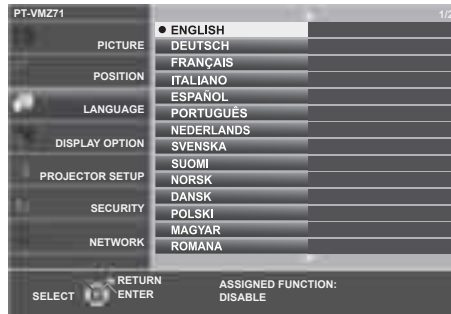 PT-VMZ71 1/2
PICTURE
POSITION
LANGUAGE
DISPLAY OPTION
PROJECTOR SETUP
SECURITY
NETWORK
ENGLISH
DEUTSCH
FRANÇAIS
ITALIANO
ESPAÑOL
PORTUGUÊS
NEDERLANDS
SVENSKA
SUOMI
NORSK
DANSK
POLSKI
MAGYAR
ROMANA
SELECT
RETURN
ENTER
ASSIGNED FUNCTION:
DISABLE